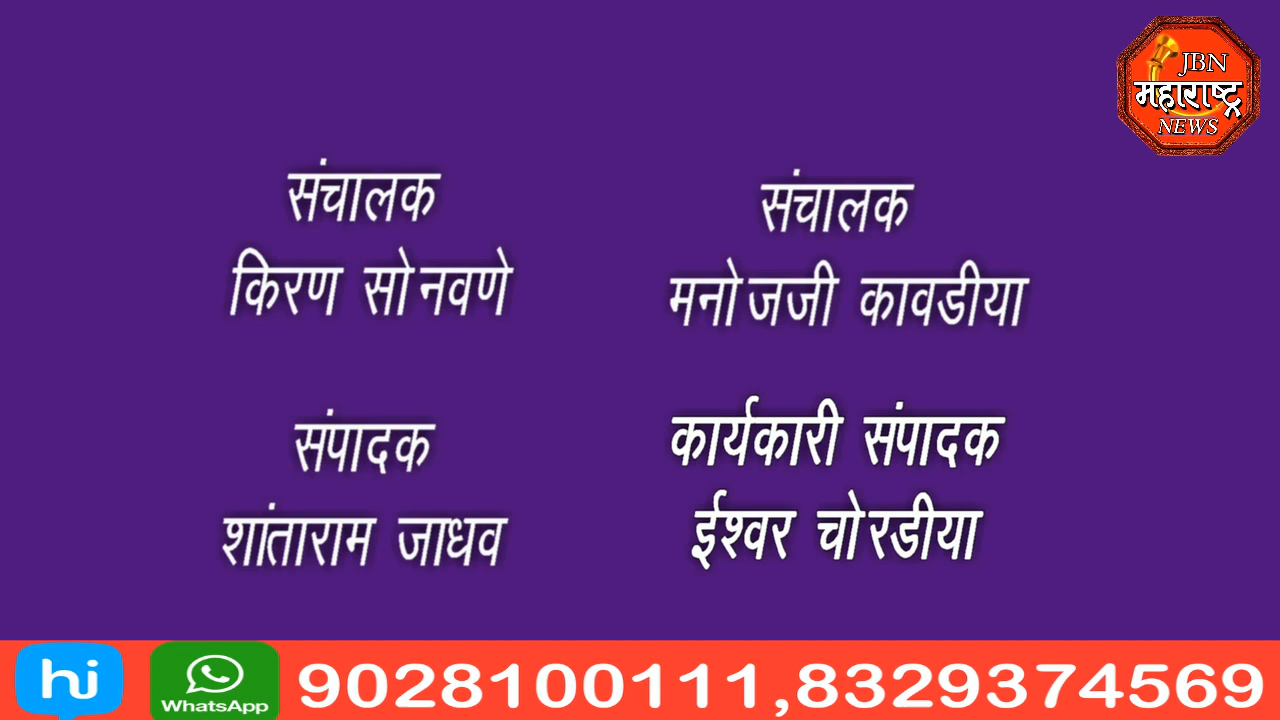 JBN
महाराष्ट्र
NEWS
संचालक
किरण सोनवणे
संचालक
मनोजजी कावडीया
संपादक
शांताराम जाधव
कार्यकारी संपादक
ईश्वर चोरडीया
hi
WhatsApp
9028100111,8329374569